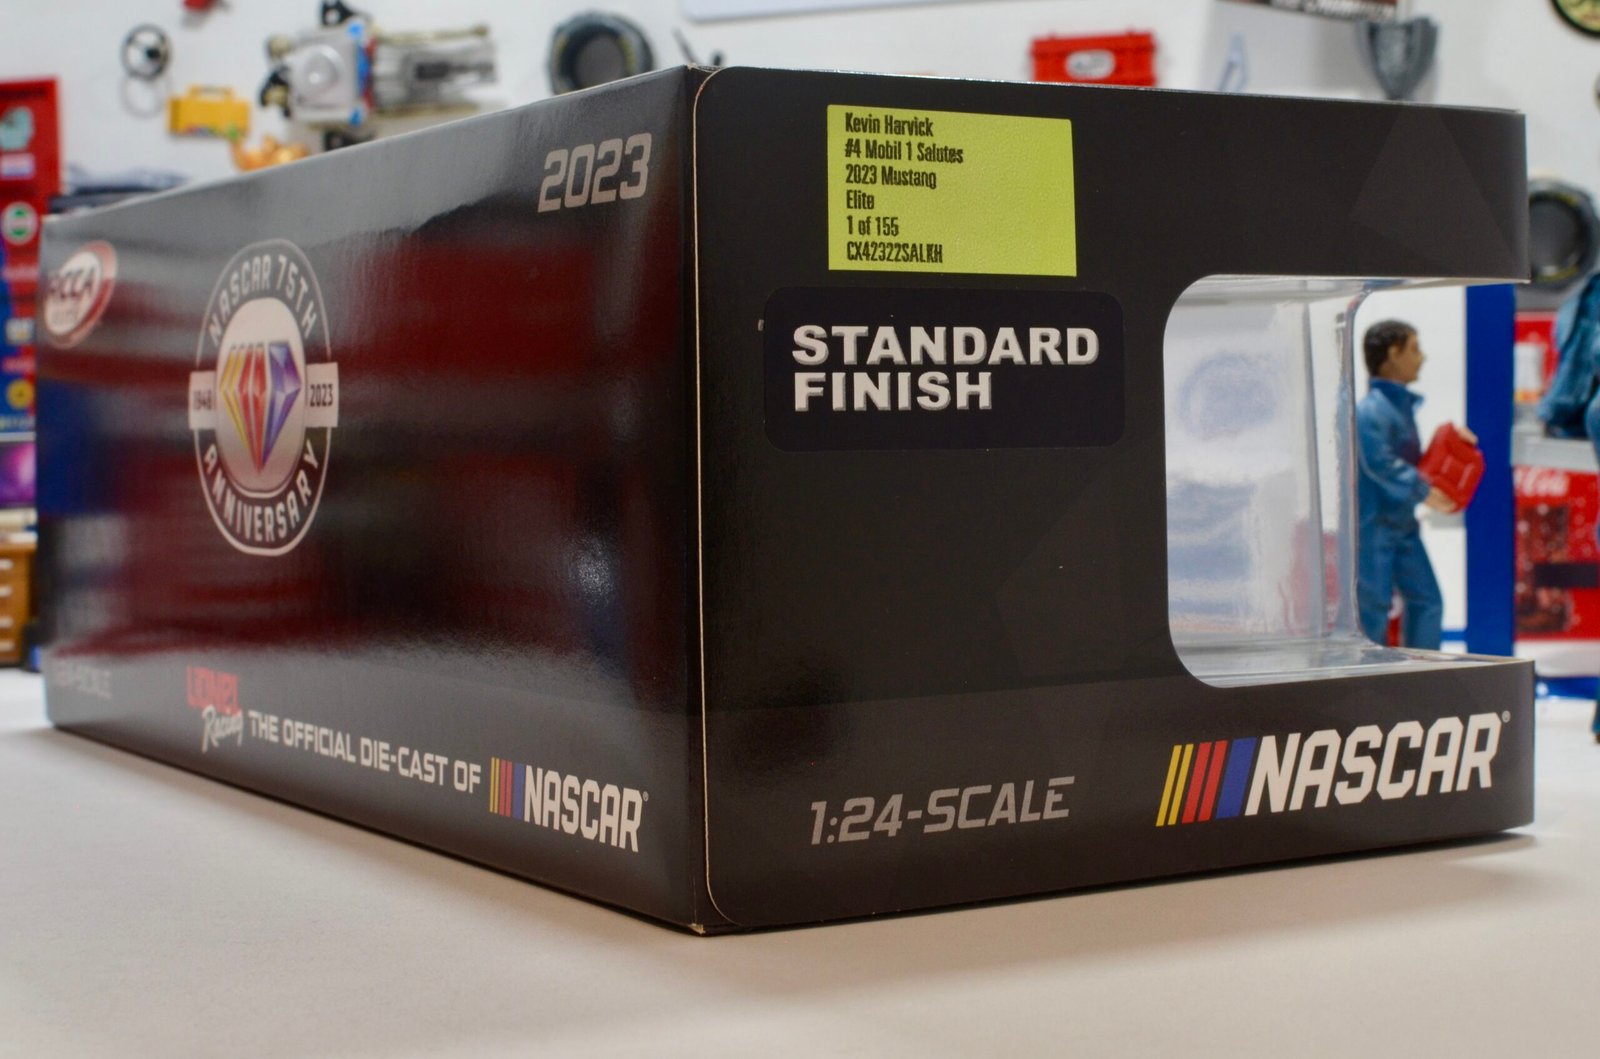 2023
NASCAR 75TH
1948 2023
ANNIVERSARY
LIONEL
Racing
THE OFFICIAL DIE-CAST OF NASCAR
Kevin Harvick
#4 Mobil 1 Salutes
2023 Mustang
Elite
1 of 155
CX42322SALKH
STANDARD
FINISH
1:24-SCALE
NASCAR®